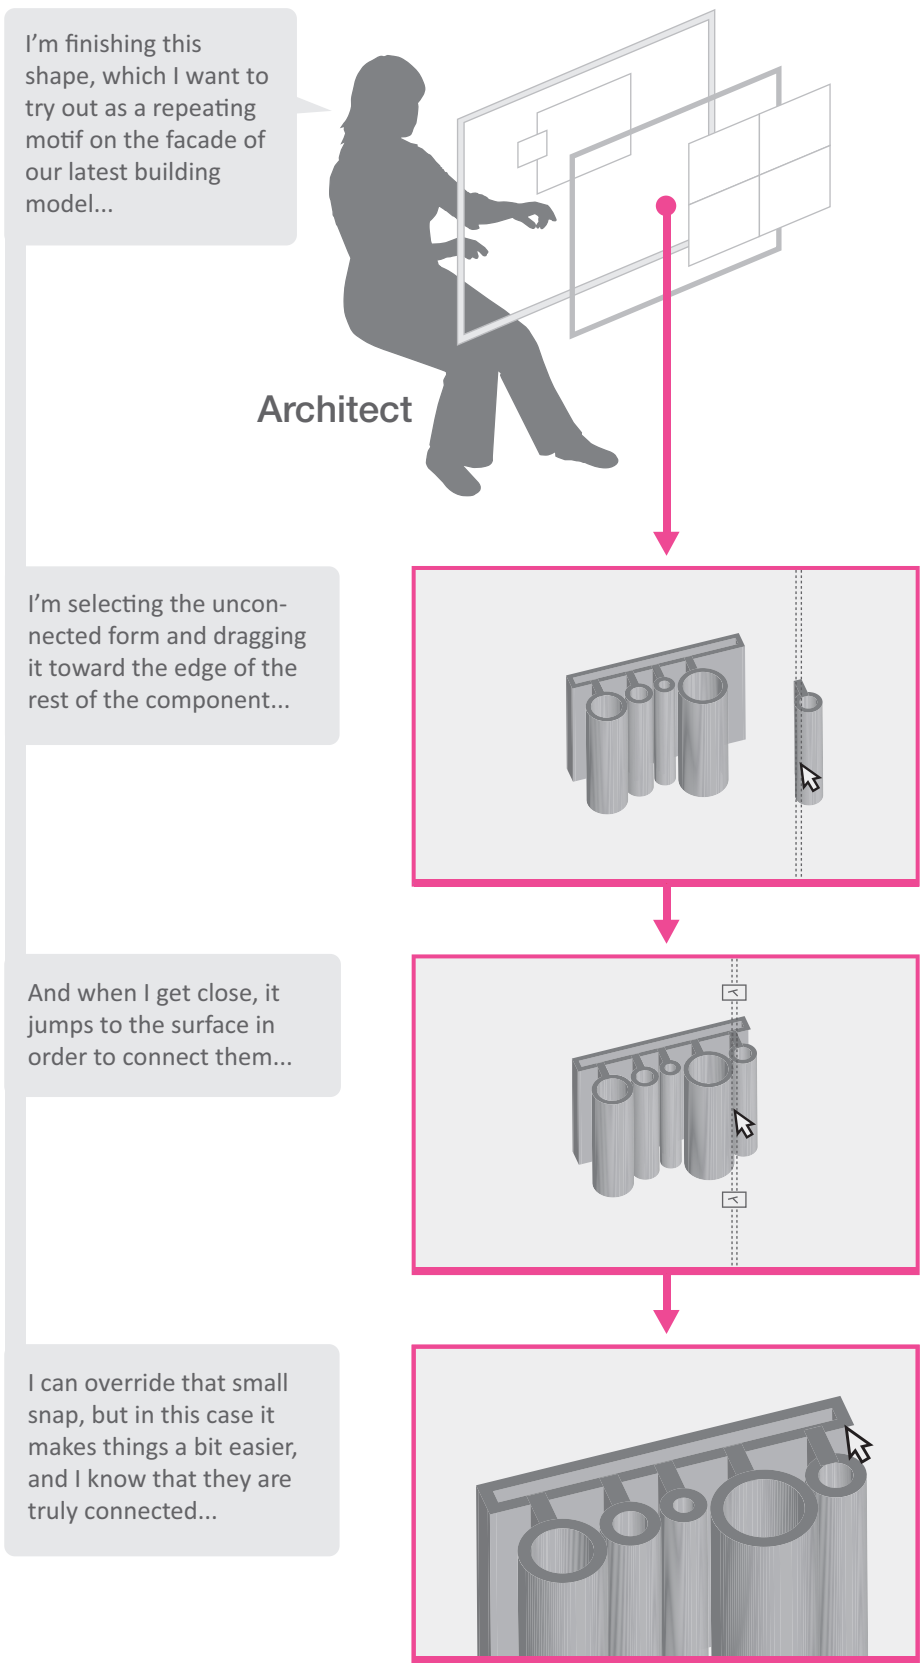 I'm finishing this
shape, which I want to
try out as a repeating
motif on the facade of
our latest building
model...
Architect
I'm selecting the uncon-
nected form and dragging
it toward the edge of the
rest of the component...
And when I get close, it
jumps to the surface in
order to connect them...
Y
Y
I can override that small
snap, but in this case it
makes things a bit easier,
and I know that they are
truly connected...